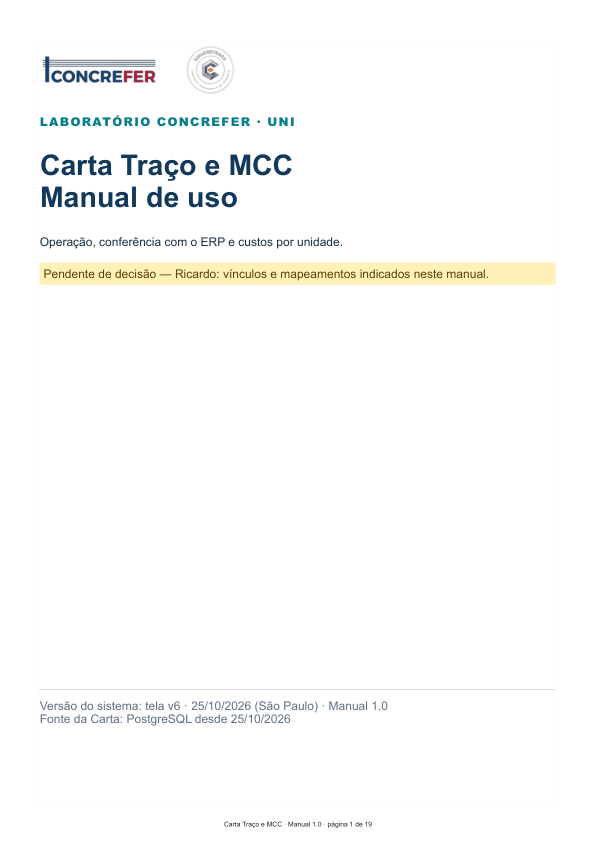 CONCREFER
LABORATÓRIO CONCREFER · UNI
Carta Traço e MCC
Manual de uso
Operação, conferência com o ERP e custos por unidade.
Pendente de decisão — Ricardo: vínculos e mapeamentos indicados neste manual.
Versão do sistema: tela v6 · 25/10/2026 (São Paulo) · Manual 1.0
Fonte da Carta: PostgreSQL desde 25/10/2026
Carta Traço e MCC · Manual 1.0 · página 1 de 19